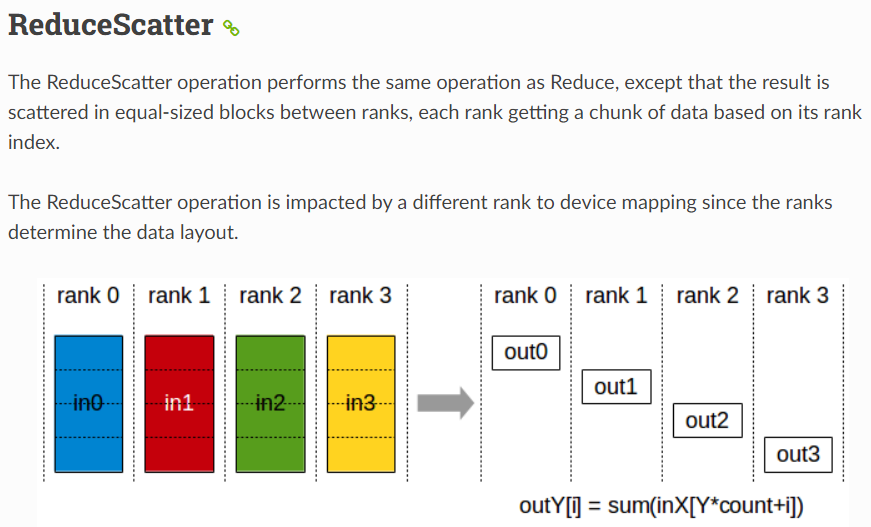 ReduceScatter
The ReduceScatter operation performs the same operation as Reduce, except that the result is
scattered in equal-sized blocks between ranks, each rank getting a chunk of data based on its rank
index.
The ReduceScatter operation is impacted by a different rank to device mapping since the ranks
determine the data layout.
rank 0 rank 1 rank 2 rank 3 rank 0 rank 1 rank 2 rank 3
out0
out1
in0 in1 in2 in3
out2
out3
outY[i] = sum(inX[Y*count+i])